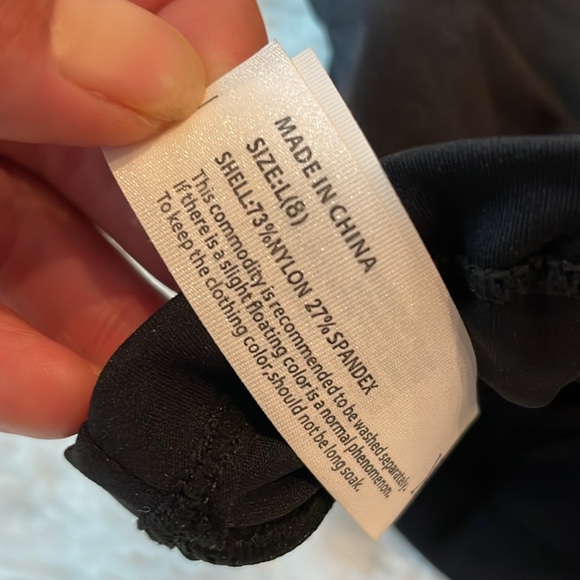 MADE IN CHINA
SIZE:L(8)
SHELL:73%NYLON 27% SPANDEX
This commodity is recommended to be washed separately.
If there is a slight floating color is a normal phenomenon.
To keep the clothing color.should not be long soak.